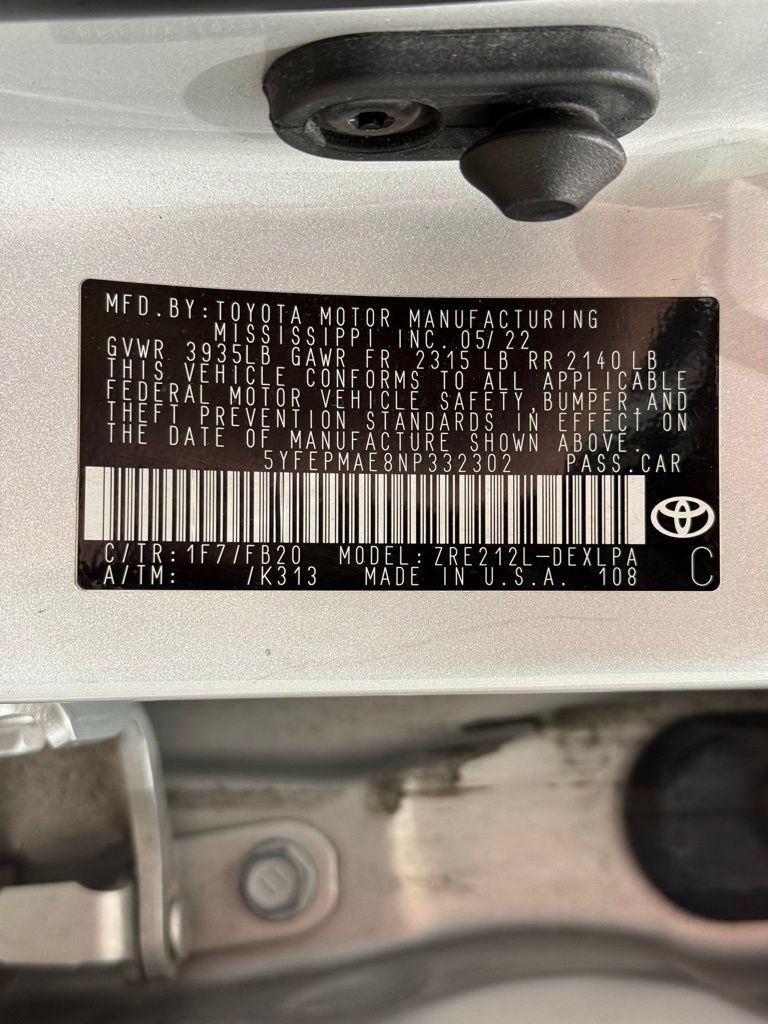 MFD.BY:TOYOTA MOTOR MANUFACTURING
MISSISSIPPI INC. 05/22
GVWR 3935LB GAWR FR 2315 LB RR 2140 LB
THIS VEHICLE CONFORMS TO ALL APPLICABLE
FEDERAL MOTOR VEHICLE SAFETY,BUMPER,AND
THEFT PREVENTION STANDARDS IN EFFECT ON
THE DATE OF MANUFACTURE SHOWN ABOVE.
5YFEPMAE8NP332302 PASS.CAR
C/TR: 1F7/FB20 MODEL: ZRE212L-DEXLPA
A/TM: /K313 MADE IN U.S.A. 108 C